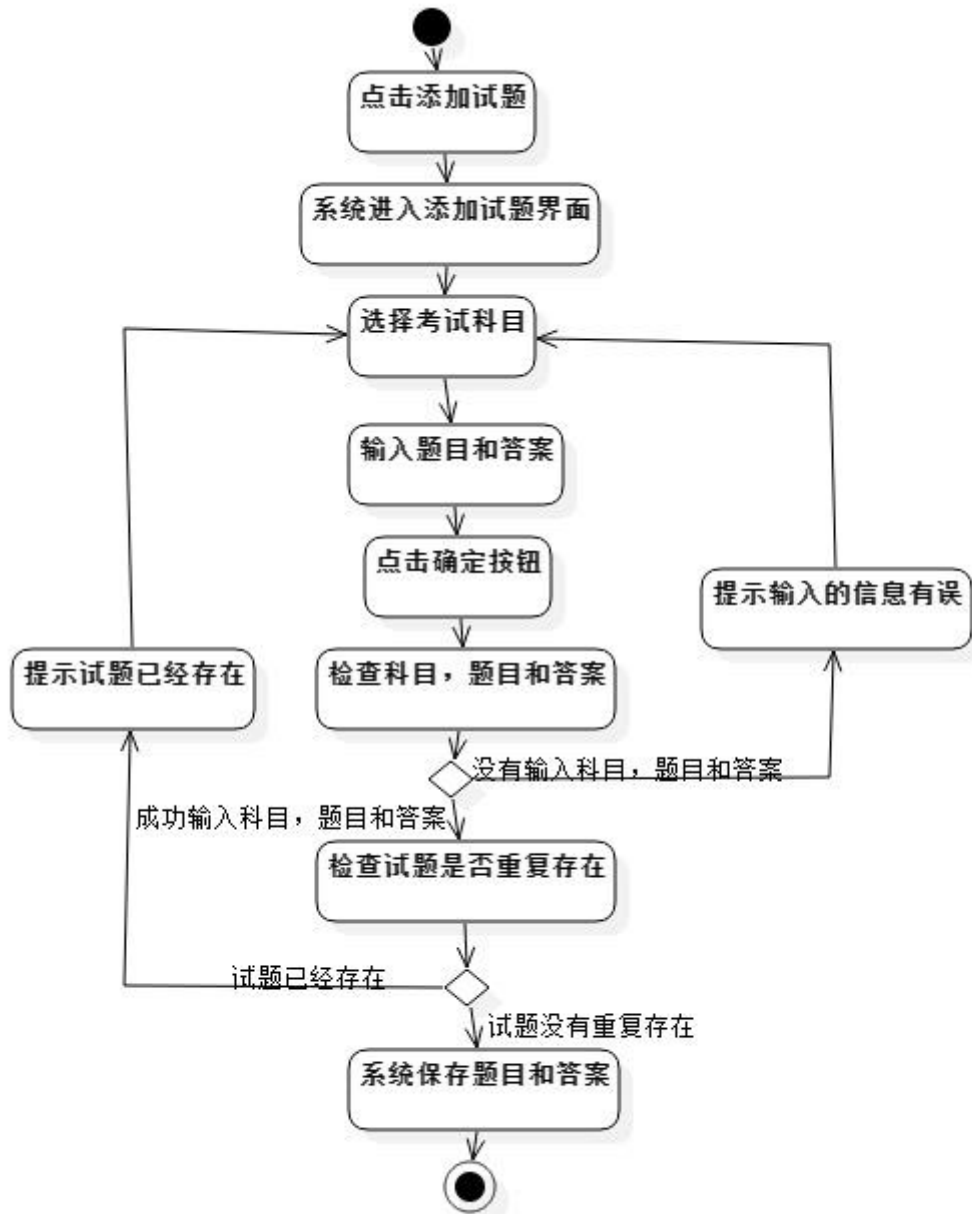 点击添加试题
系统进入添加试题界面
选择考试科目
输入题目和答案
点击确定按钮
提示输入的信息有误
提示试题已经存在
检查科目，题目和答案
没有输入科目，题目和答案
成功输入科目，题目和答案
检查试题是否重复存在
试题已经存在
试题没有重复存在
系统保存题目和答案